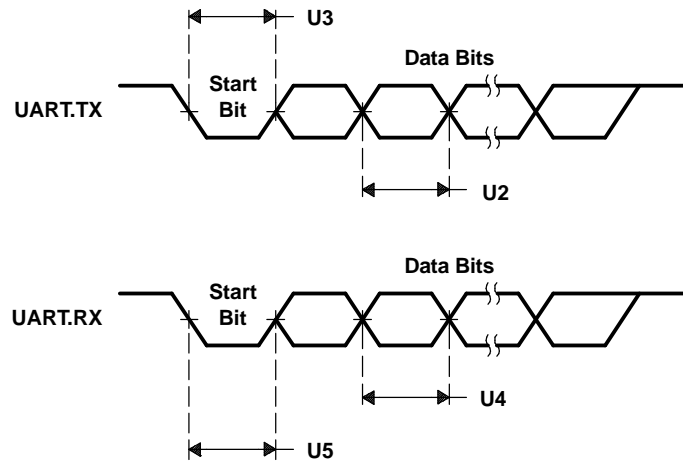 U3
Start
Bit
Data Bits
UART.TX
U2
Start
Bit
Data Bits
UART.RX
U4
U5